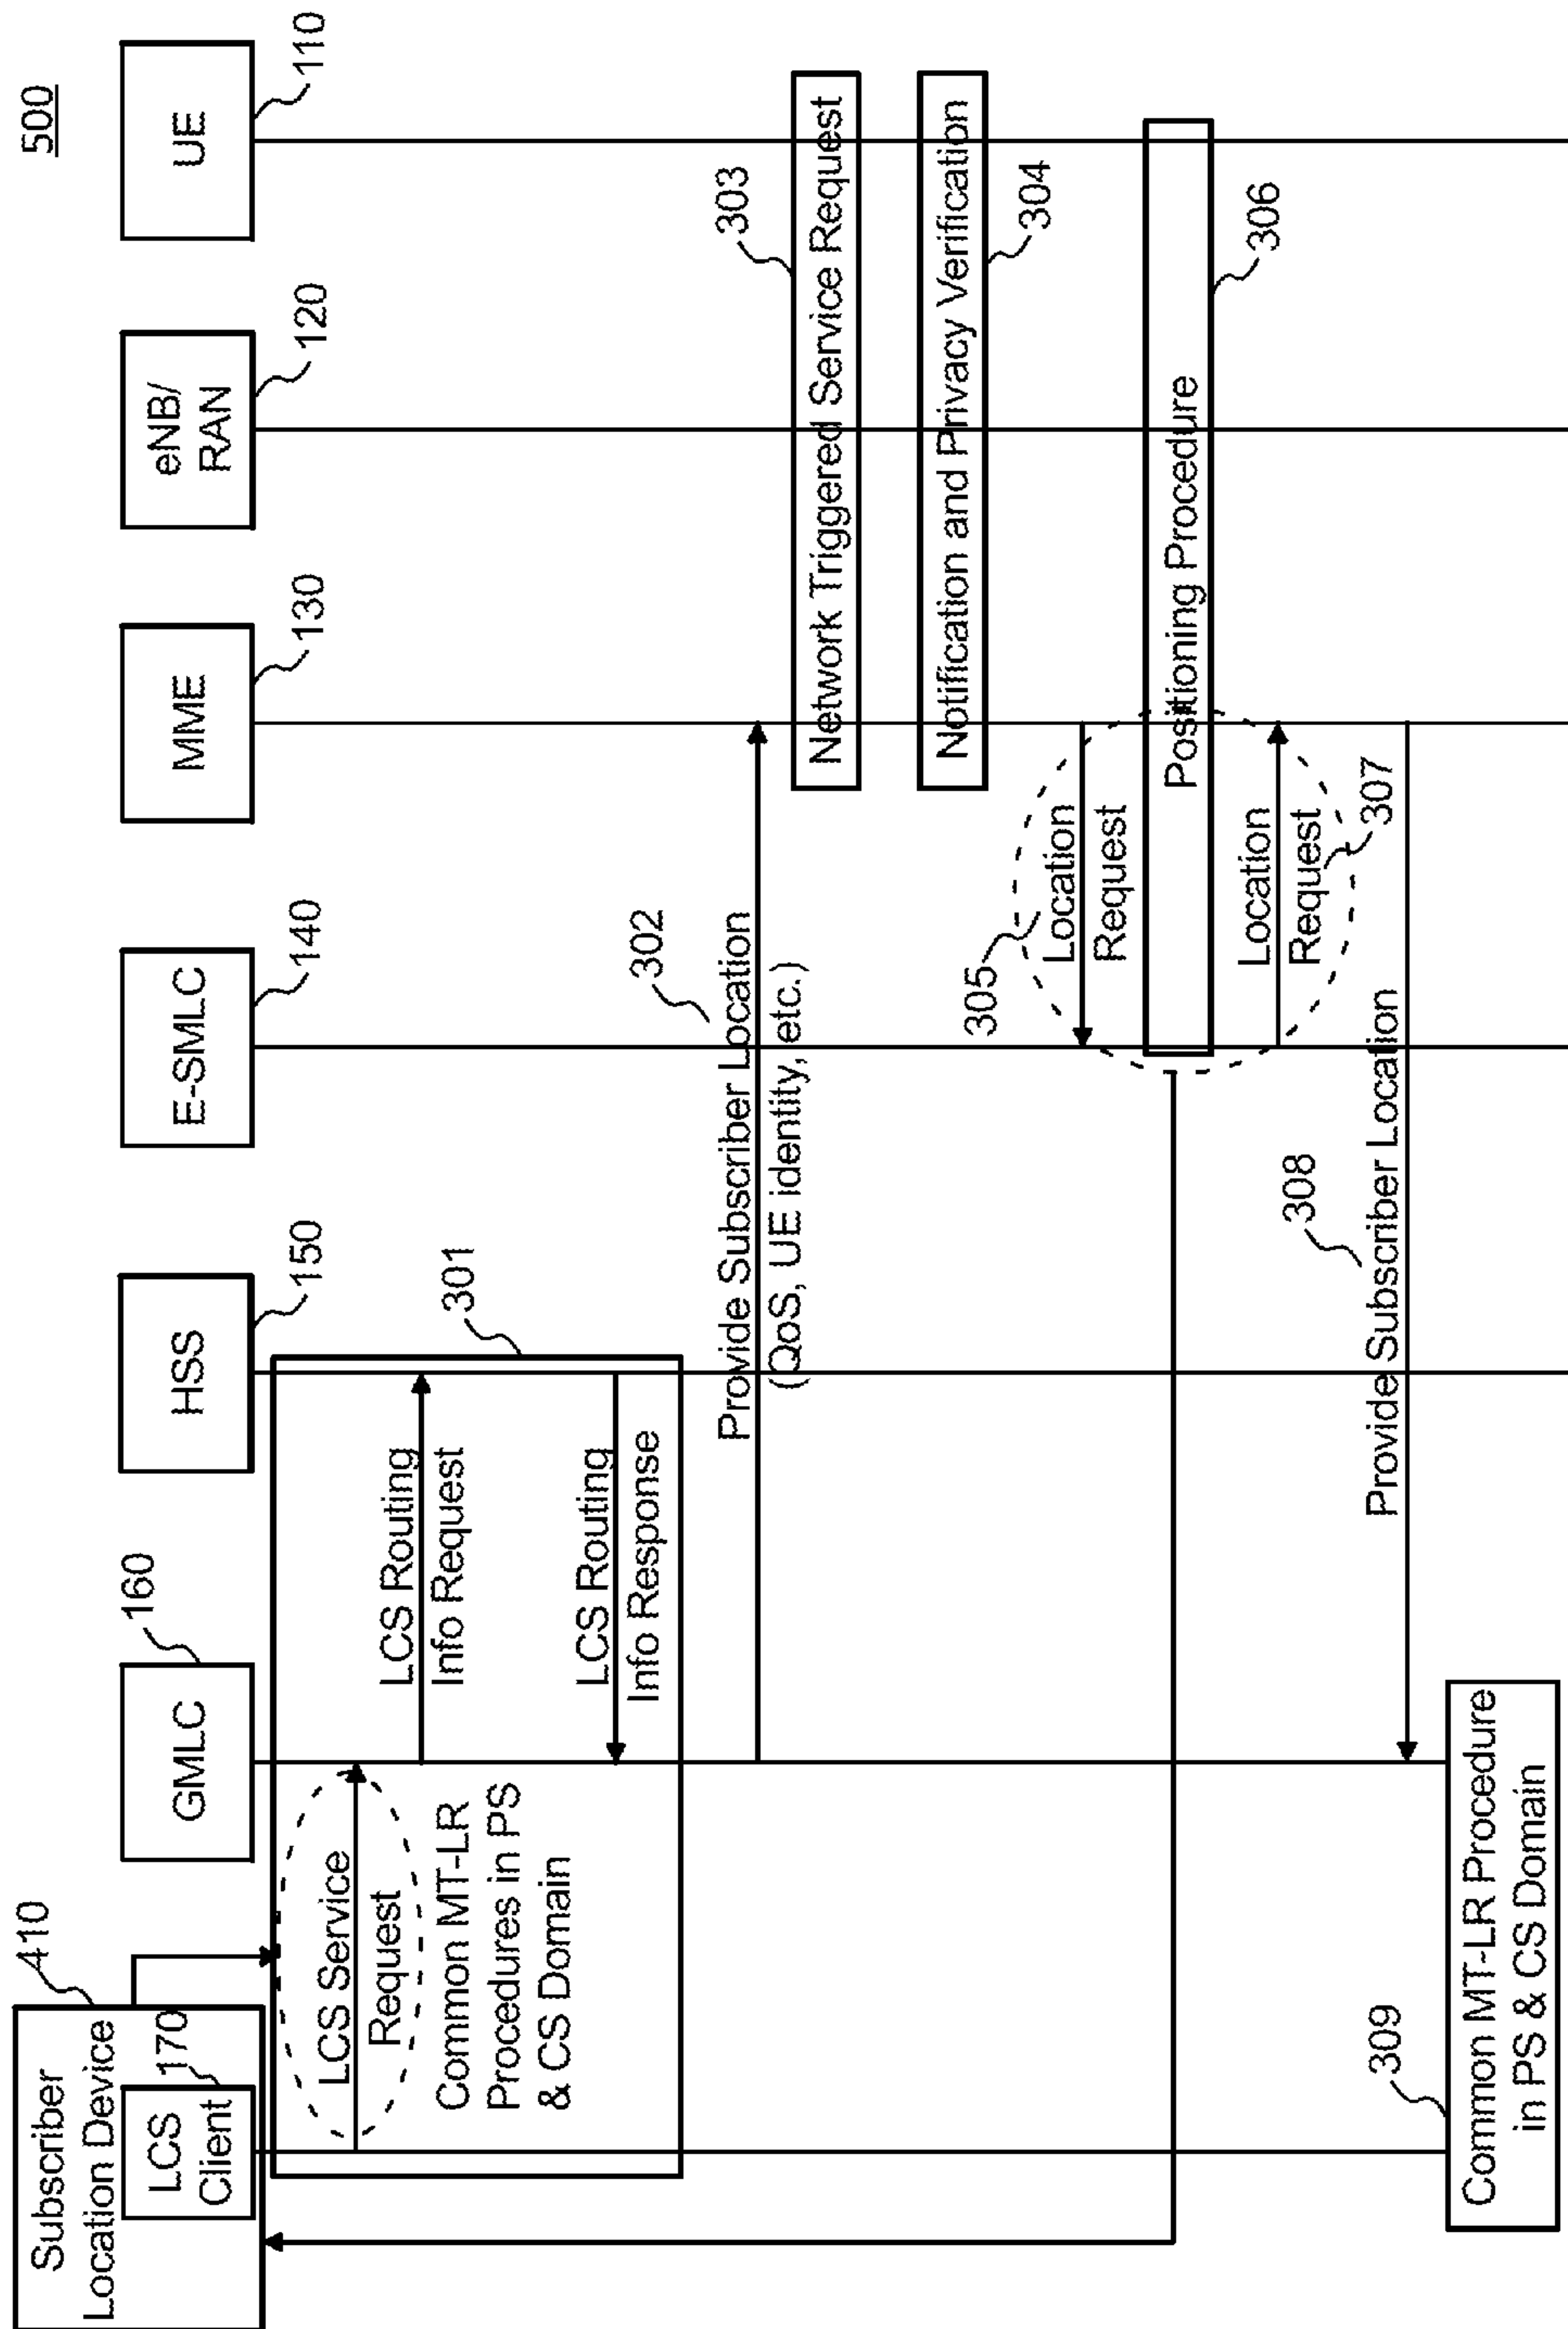 500
Subscriber
Location Device
410
LCS
Client
170
GMLC
160
HSS
150
E-SMLC
140
MME
130
eNB/
RAN
120
UE
110
301
LCS Service
Request
Common MT-LR
Procedures in PS
& CS Domain
LCS Routing
Info Request
LCS Routing
Info Response
302
Provide Subscriber Location
(QoS, UE identity, etc.)
303
Network Triggered Service Request
Notification and Privacy Verification
304
305
Location
Request
Positioning Procedure
306
Location
Request
307
308
Provide Subscriber Location
309
Common MT-LR Procedure
in PS & CS Domain